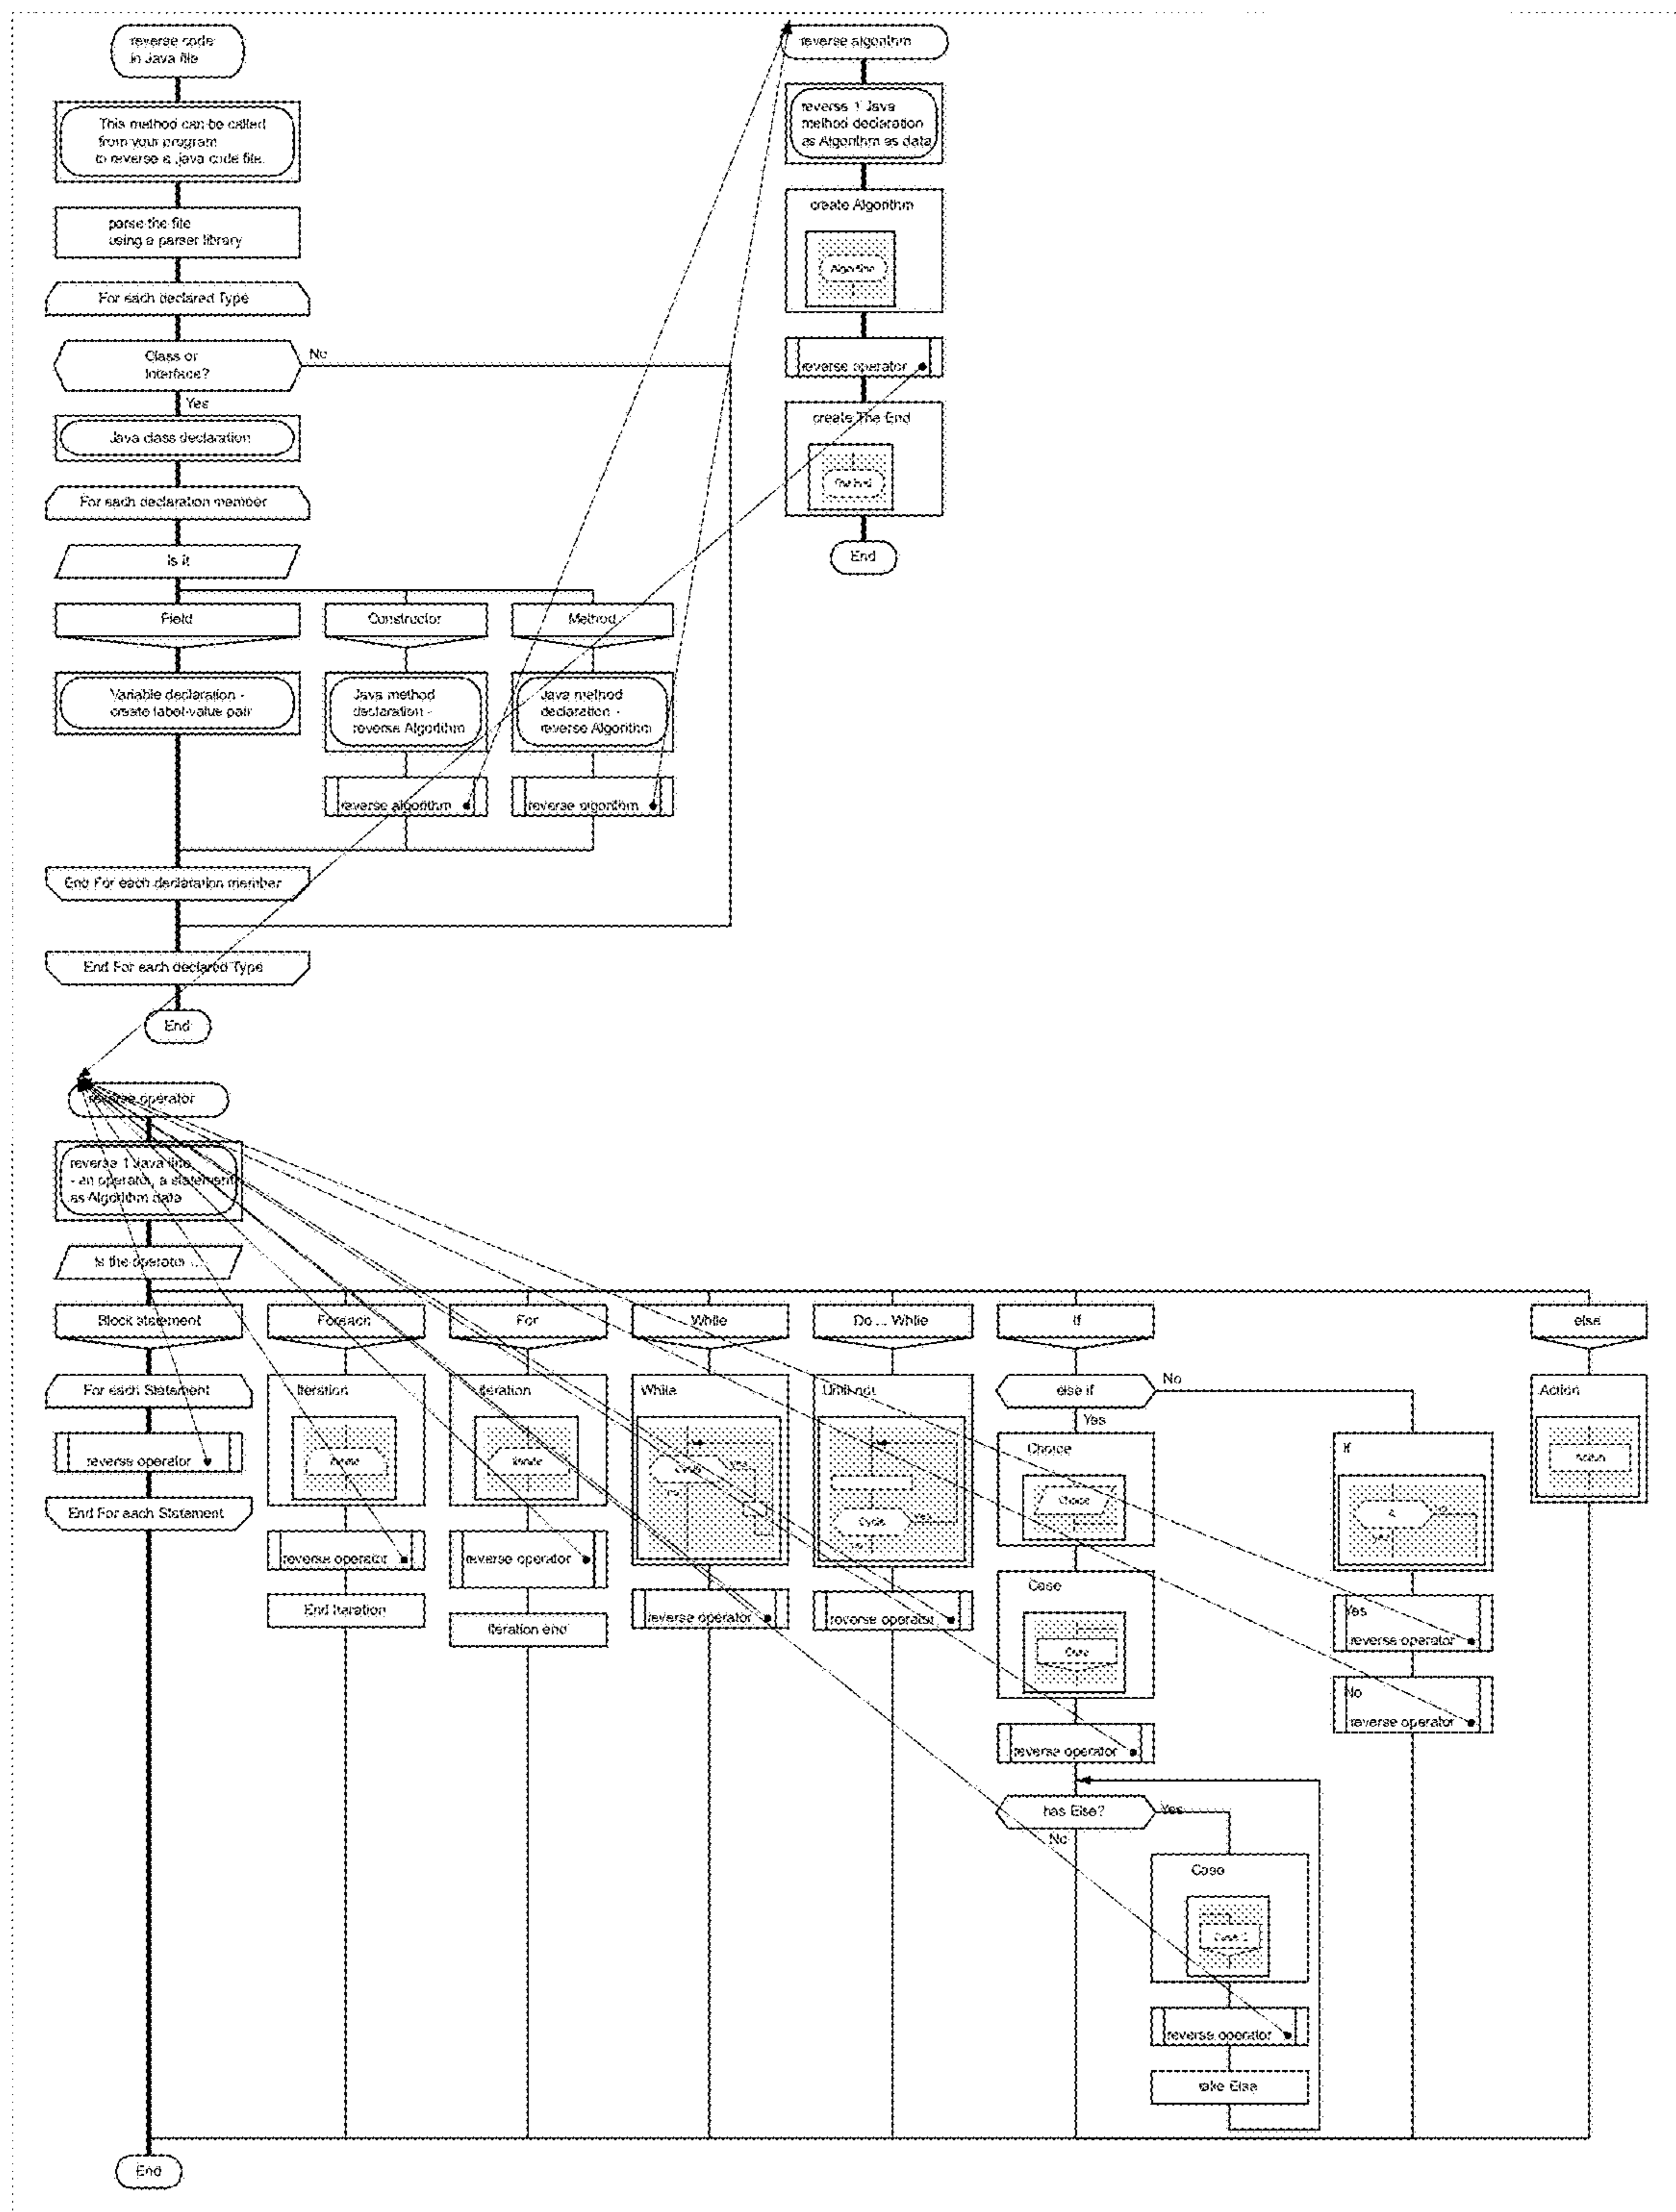 reverse code
in Java file
This method can be called
from your program
to reverse a .java code file.
parse the file
using a parser library
For each declared Type
Class or
Interface?
No
Yes
Java class declaration
For each declaration member
Is it
Field
Constructor
Method
Variable declaration -
create label-value pair
Java method
declaration -
reverse Algorithm
Java method
declaration -
reverse Algorithm
reverse algorithm
reverse algorithm
End For each declaration member
End For each declared Type
End
reverse algorithm
reverse 1 Java
method declaration
as Algorithm as data
create Algorithm
Algorithm
reverse operator
create The End
The End
End
reverse operator
reverse 1 Java line
- an operator, a statement
as Algorithm data
Is the operator ...
Block statement
Foreach
For
While
Do ... While
If
else
For each Statement
reverse operator
End For each Statement
Iteration
reverse operator
End Iteration
Iteration
reverse operator
Iteration end
While
reverse operator
Until-not
Cycle
reverse operator
else if
No
Yes
Choice
Choice
Case
Case
reverse operator
has Else?
Yes
No
Case
reverse operator
take Else
If
Yes
reverse operator
No
reverse operator
Action
Action
End